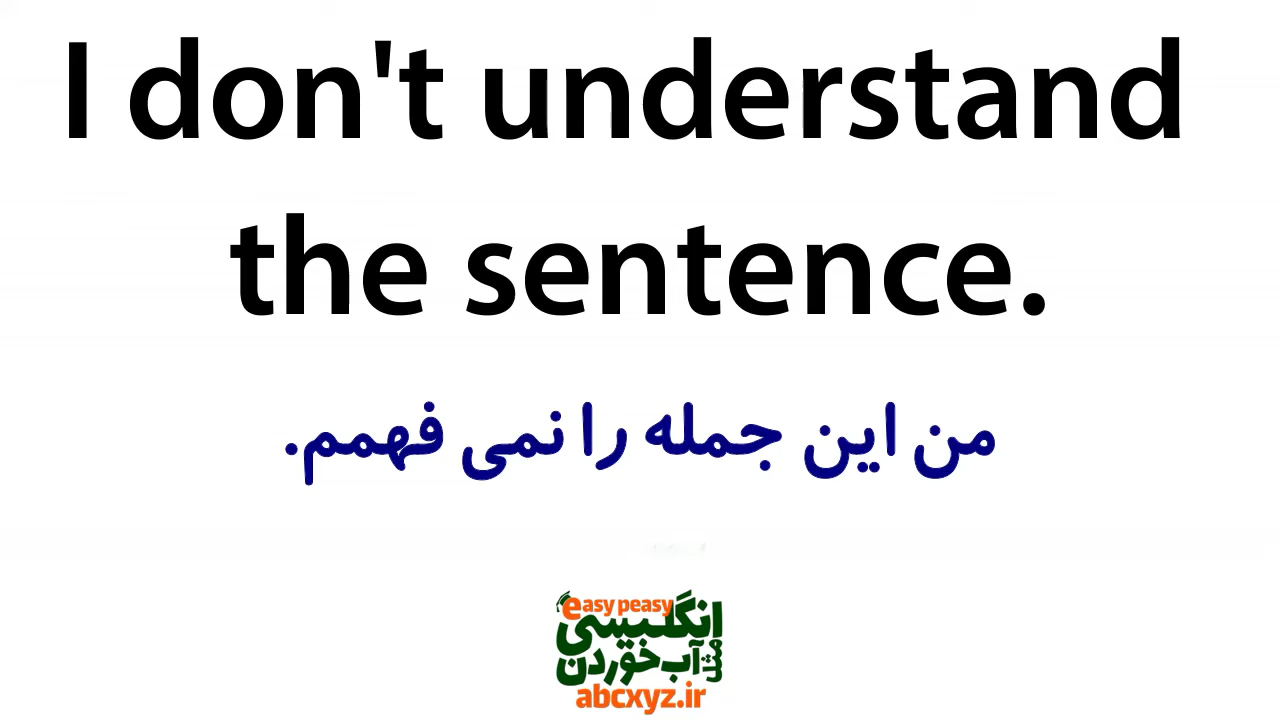 I don't understand
the sentence.
من این جمله را نمی فهمم.
easy peasy
انگلیسی
مثل آب خوردن
abcxyz.ir